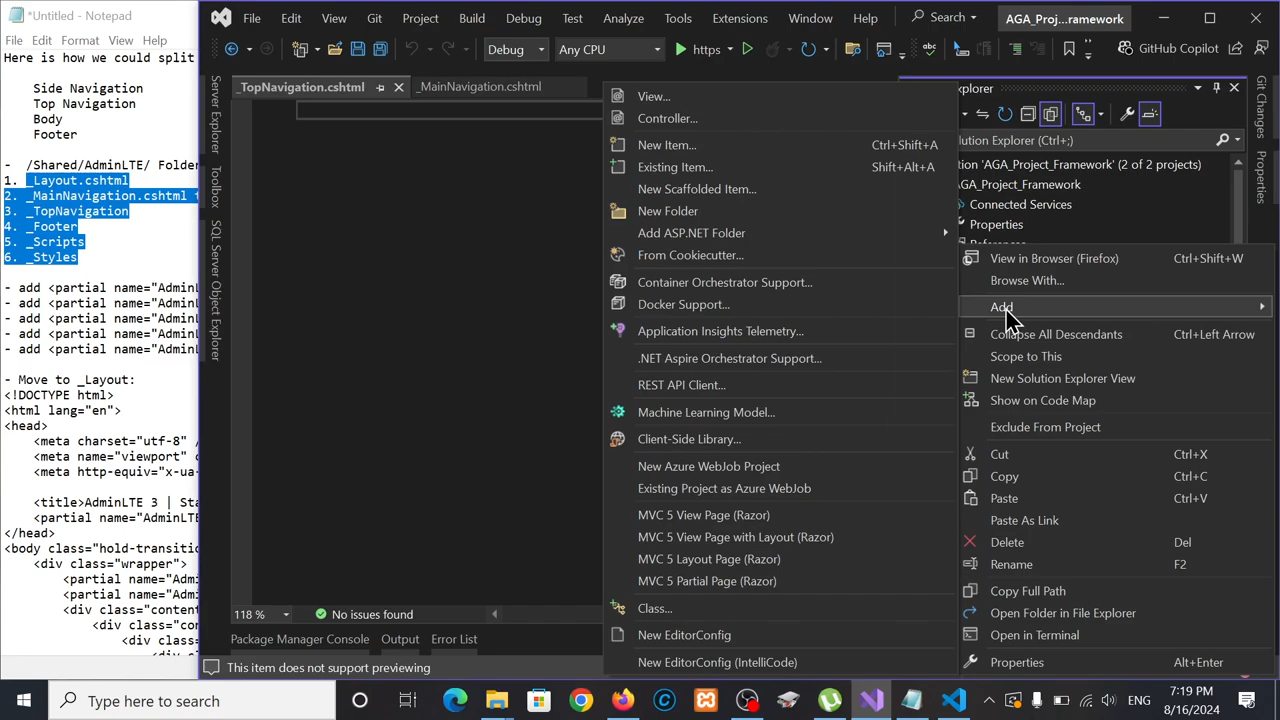 *Untitled - Notepad
File Edit Format View Help
Here is how we could split
Side Navigation
Top Navigation
Body
Footer
- /Shared/AdminLTE/ Folder
1. _Layout.cshtml
2. _MainNavigation.cshtml
3. _TopNavigation
4. _Footer
5. _Scripts
6. _Styles
- add <partial name="AdminL
- add <partial name="AdminL
- add <partial name="AdminL
- add <partial name="AdminL
- add <partial name="AdminL
- Move to _Layout:
<!DOCTYPE html>
<html lang="en">
<head>
<meta charset="utf-8" /
<meta name="viewport" c
<meta http-equiv="x-ua-
<title>AdminLTE 3 | Sta
<partial name="AdminLTE
</head>
<body class="hold-transitio
<div class="wrapper">
<partial name="Adm
<partial name="Adm
<div class="content
<div class="con
<div class=
<div cl
File Edit View Git Project Build Debug Test Analyze Tools Extensions Window Help Search AGA_Proj...ramework
Debug Any CPU https GitHub Copilot
Server Explorer
Toolbox
SQL Server Object Explorer
_TopNavigation.cshtml _MainNavigation.cshtml
118 % No issues found
Package Manager Console Output Error List
This item does not support previewing
View...
Controller...
New Item... Ctrl+Shift+A
Existing Item... Shift+Alt+A
New Scaffolded Item...
New Folder
Add ASP.NET Folder
From Cookiecutter...
Container Orchestrator Support...
Docker Support...
Application Insights Telemetry...
.NET Aspire Orchestrator Support...
REST API Client...
Machine Learning Model...
Client-Side Library...
New Azure WebJob Project
Existing Project as Azure WebJob
MVC 5 View Page (Razor)
MVC 5 View Page with Layout (Razor)
MVC 5 Layout Page (Razor)
MVC 5 Partial Page (Razor)
Class...
New EditorConfig
New EditorConfig (IntelliCode)
xplorer
olution Explorer (Ctrl+;)
tion 'AGA_Project_Framework' (2 of 2 projects)
AGA_Project_Framework
Connected Services
Properties
References
View in Browser (Firefox) Ctrl+Shift+W
Browse With...
Add
Collapse All Descendants Ctrl+Left Arrow
Scope to This
New Solution Explorer View
Show on Code Map
Exclude From Project
Cut Ctrl+X
Copy Ctrl+C
Paste Ctrl+V
Paste As Link
Delete Del
Rename F2
Copy Full Path
Open Folder in File Explorer
Open in Terminal
Properties Alt+Enter
Git Changes
Properties
Type here to search
ENG
7:19 PM
8/16/2024